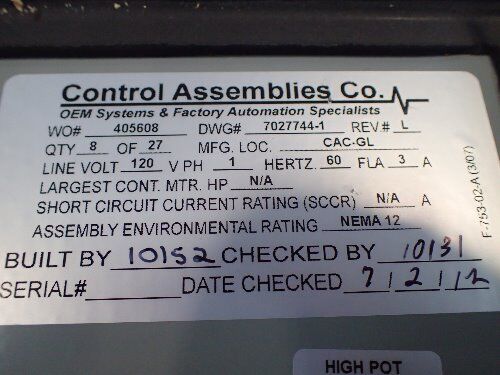 Control Assemblies Co.
OEM Systems & Factory Automation Specialists
WO# 405608 DWG# 7027744-1 REV# L
QTY 8 OF 27 MFG. LOC. CAC-GL
LINE VOLT 120 V PH 1 HERTZ 60 FLA 3 A
LARGEST CONT. MTR. HP N/A
SHORT CIRCUIT CURRENT RATING (SCCR) N/A A
ASSEMBLY ENVIRONMENTAL RATING NEMA 12
BUILT BY 10152 CHECKED BY 10131
SERIAL# DATE CHECKED 7/2/12
F-753-02-A(3/07)
HIGH POT